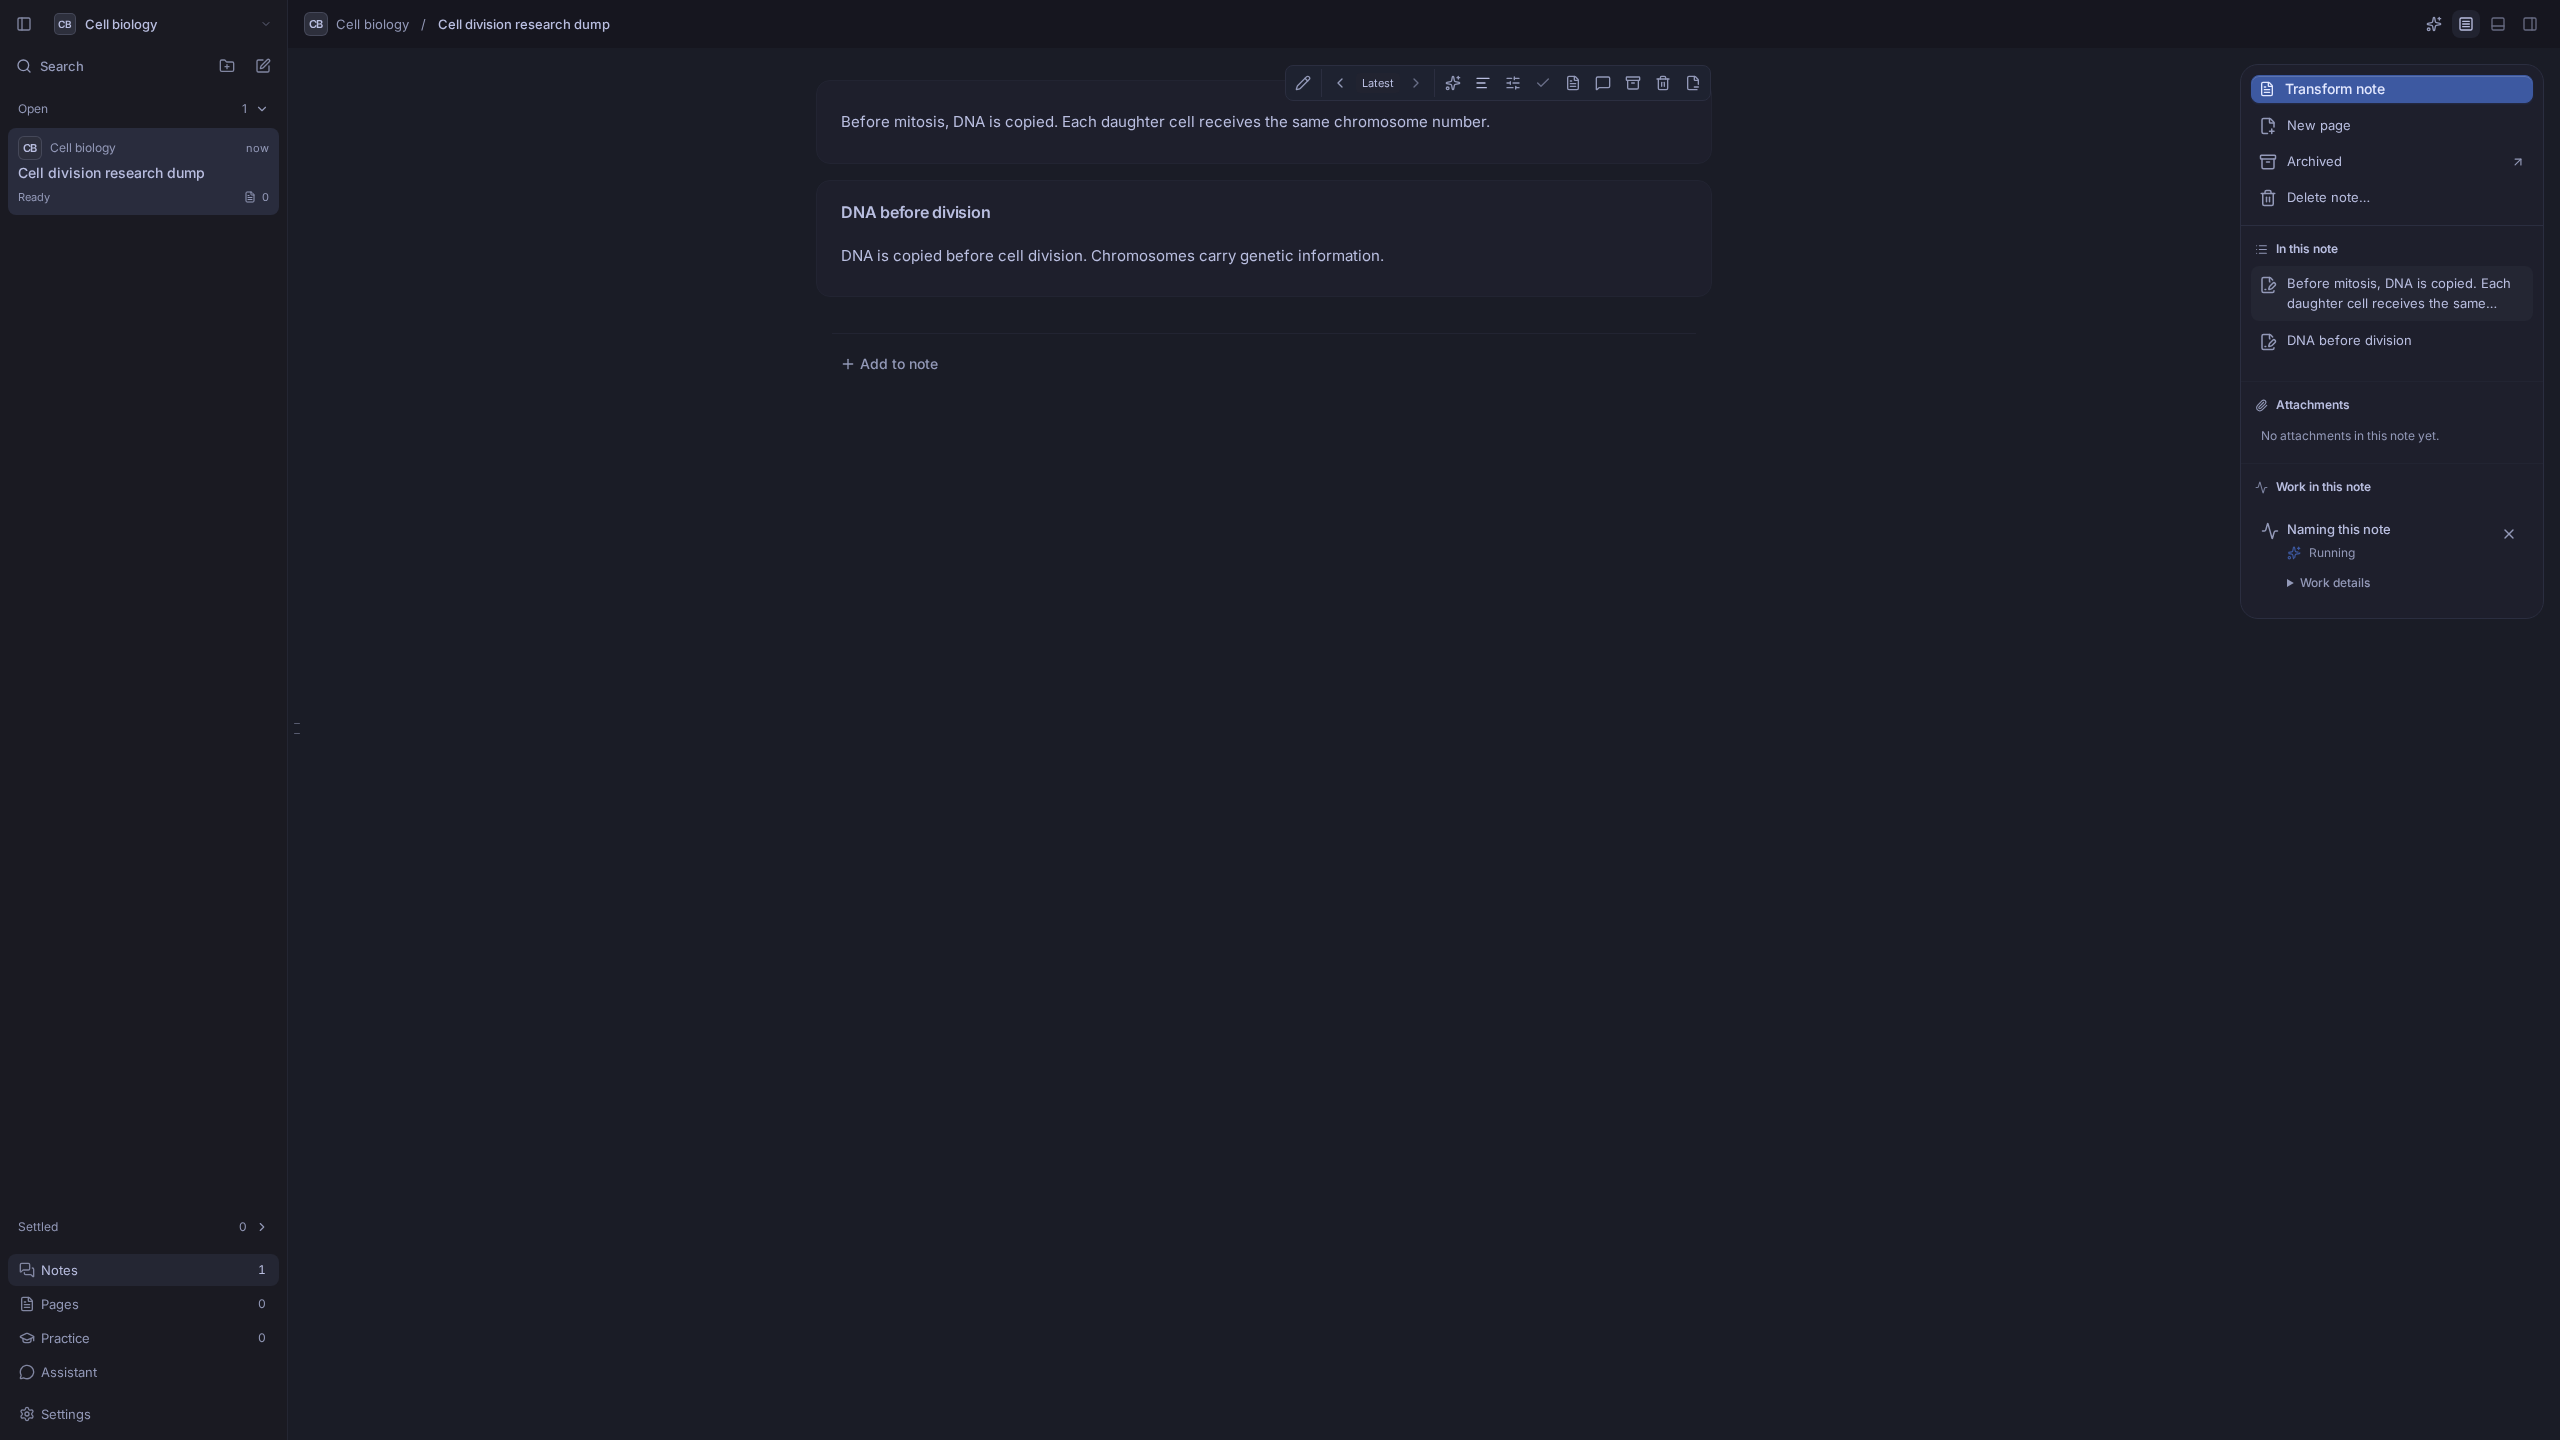 CB Cell biology
Search
Open 1
CB Cell biology now
Cell division research dump
Ready 0
Settled 0
Notes 1
Pages 0
Practice 0
Assistant
Settings
CB Cell biology / Cell division research dump
Latest
Before mitosis, DNA is copied. Each daughter cell receives the same chromosome number.
DNA before division
DNA is copied before cell division. Chromosomes carry genetic information.
Add to note
Transform note
New page
Archived
Delete note...
In this note
Before mitosis, DNA is copied. Each
daughter cell receives the same...
DNA before division
Attachments
No attachments in this note yet.
Work in this note
Naming this note
Running
Work details